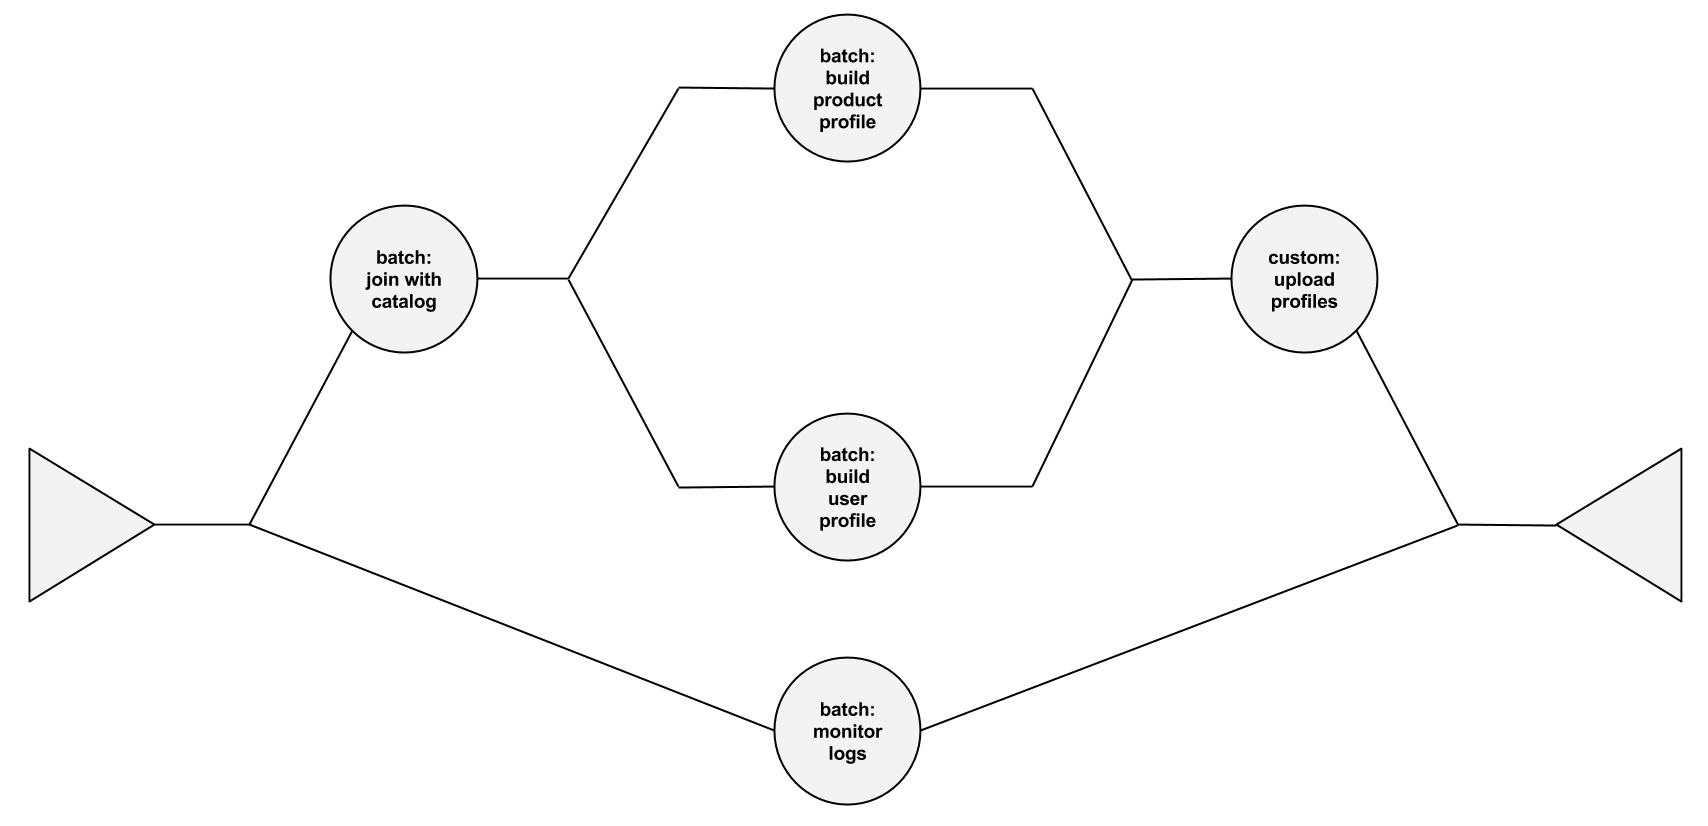 batch:
build
product
profile
batch:
join with
catalog
custom:
upload
profiles
batch:
build
user
profile
batch:
monitor
logs